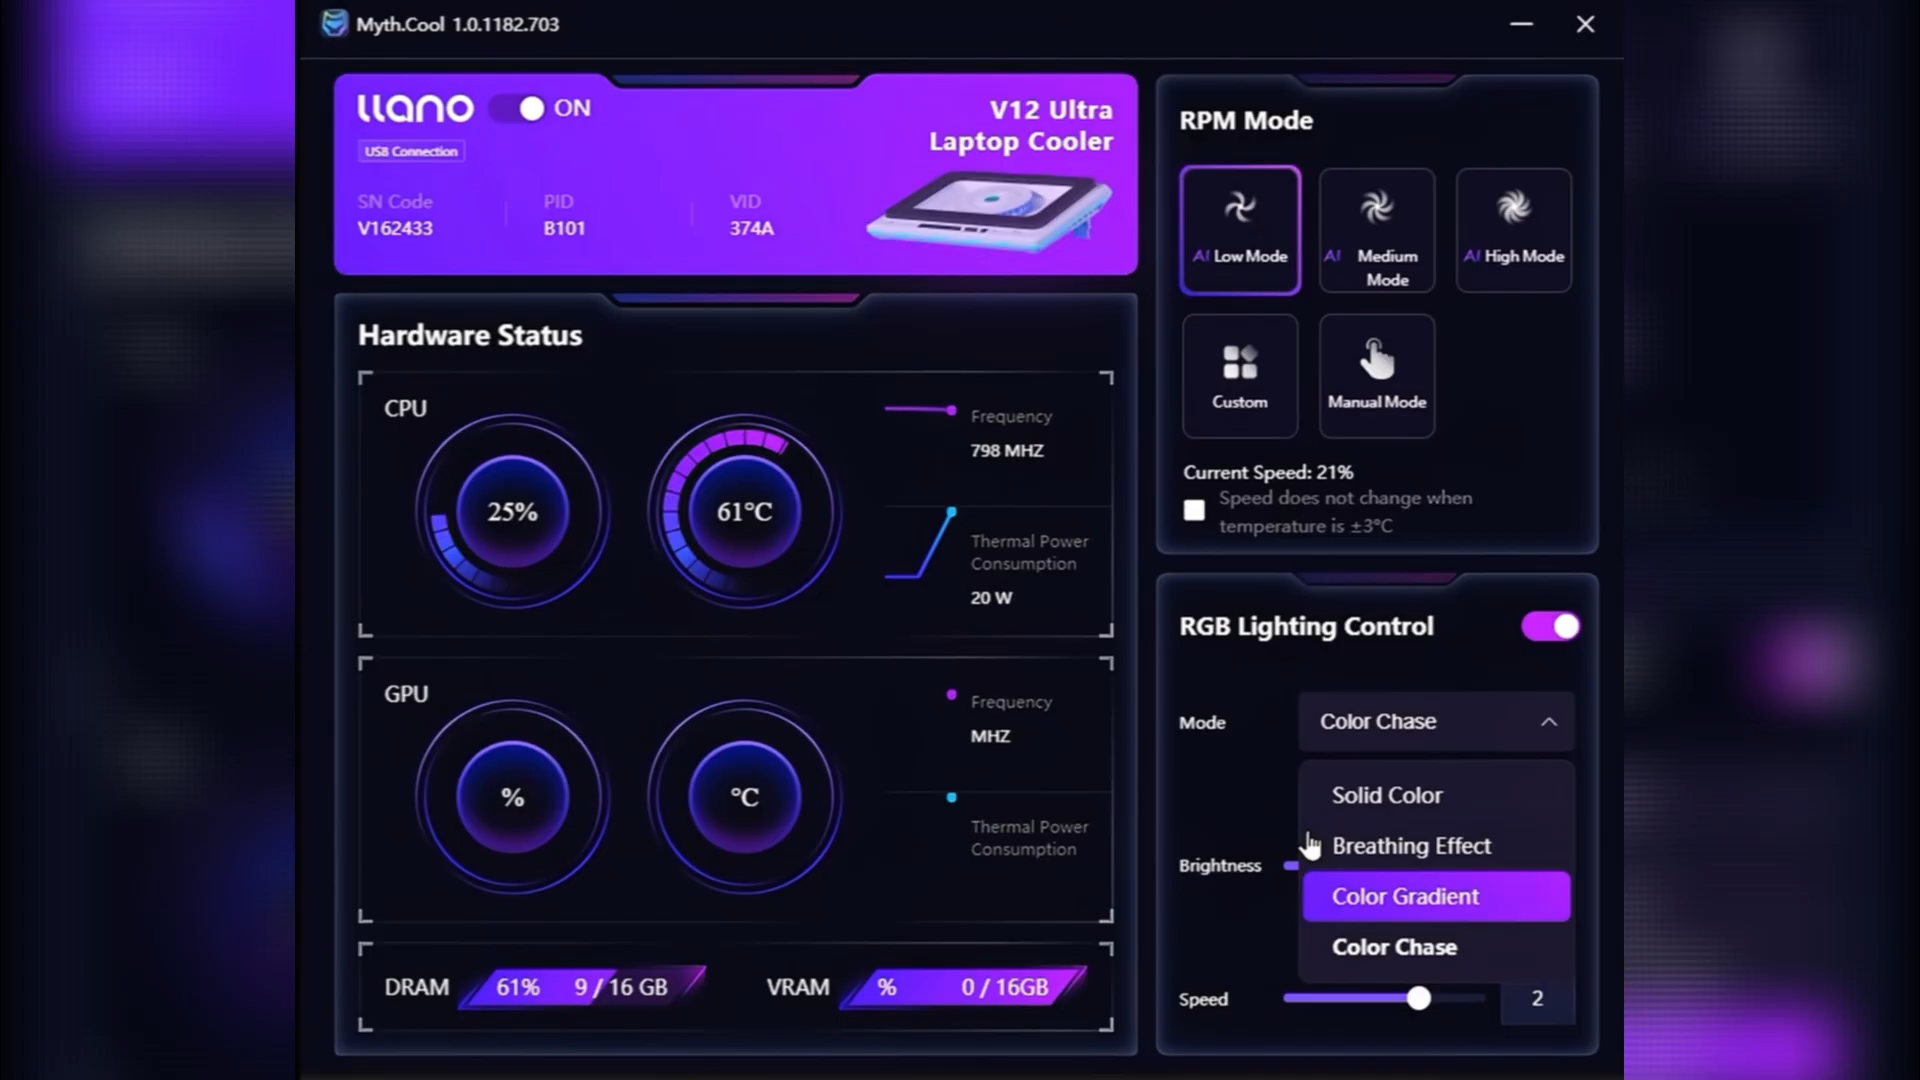 Myth.Cool 1.0.1182.703
llano ON
USB Connection
V12 Ultra
Laptop Cooler
SN Code PID VID
V162433 B101 374A
Hardware Status
CPU
25%
61°C
Frequency
798 MHZ
Thermal Power
Consumption
20 W
GPU
%
°C
Frequency
MHZ
Thermal Power
Consumption
DRAM 61% 9 / 16 GB VRAM % 0 / 16GB
RPM Mode
AI Low Mode
AI Medium
Mode
AI High Mode
Custom
Manual Mode
Current Speed: 21%
Speed does not change when
temperature is ±3°C
RGB Lighting Control
Mode Color Chase
Solid Color
Breathing Effect
Brightness
Color Gradient
Color Chase
Speed 2